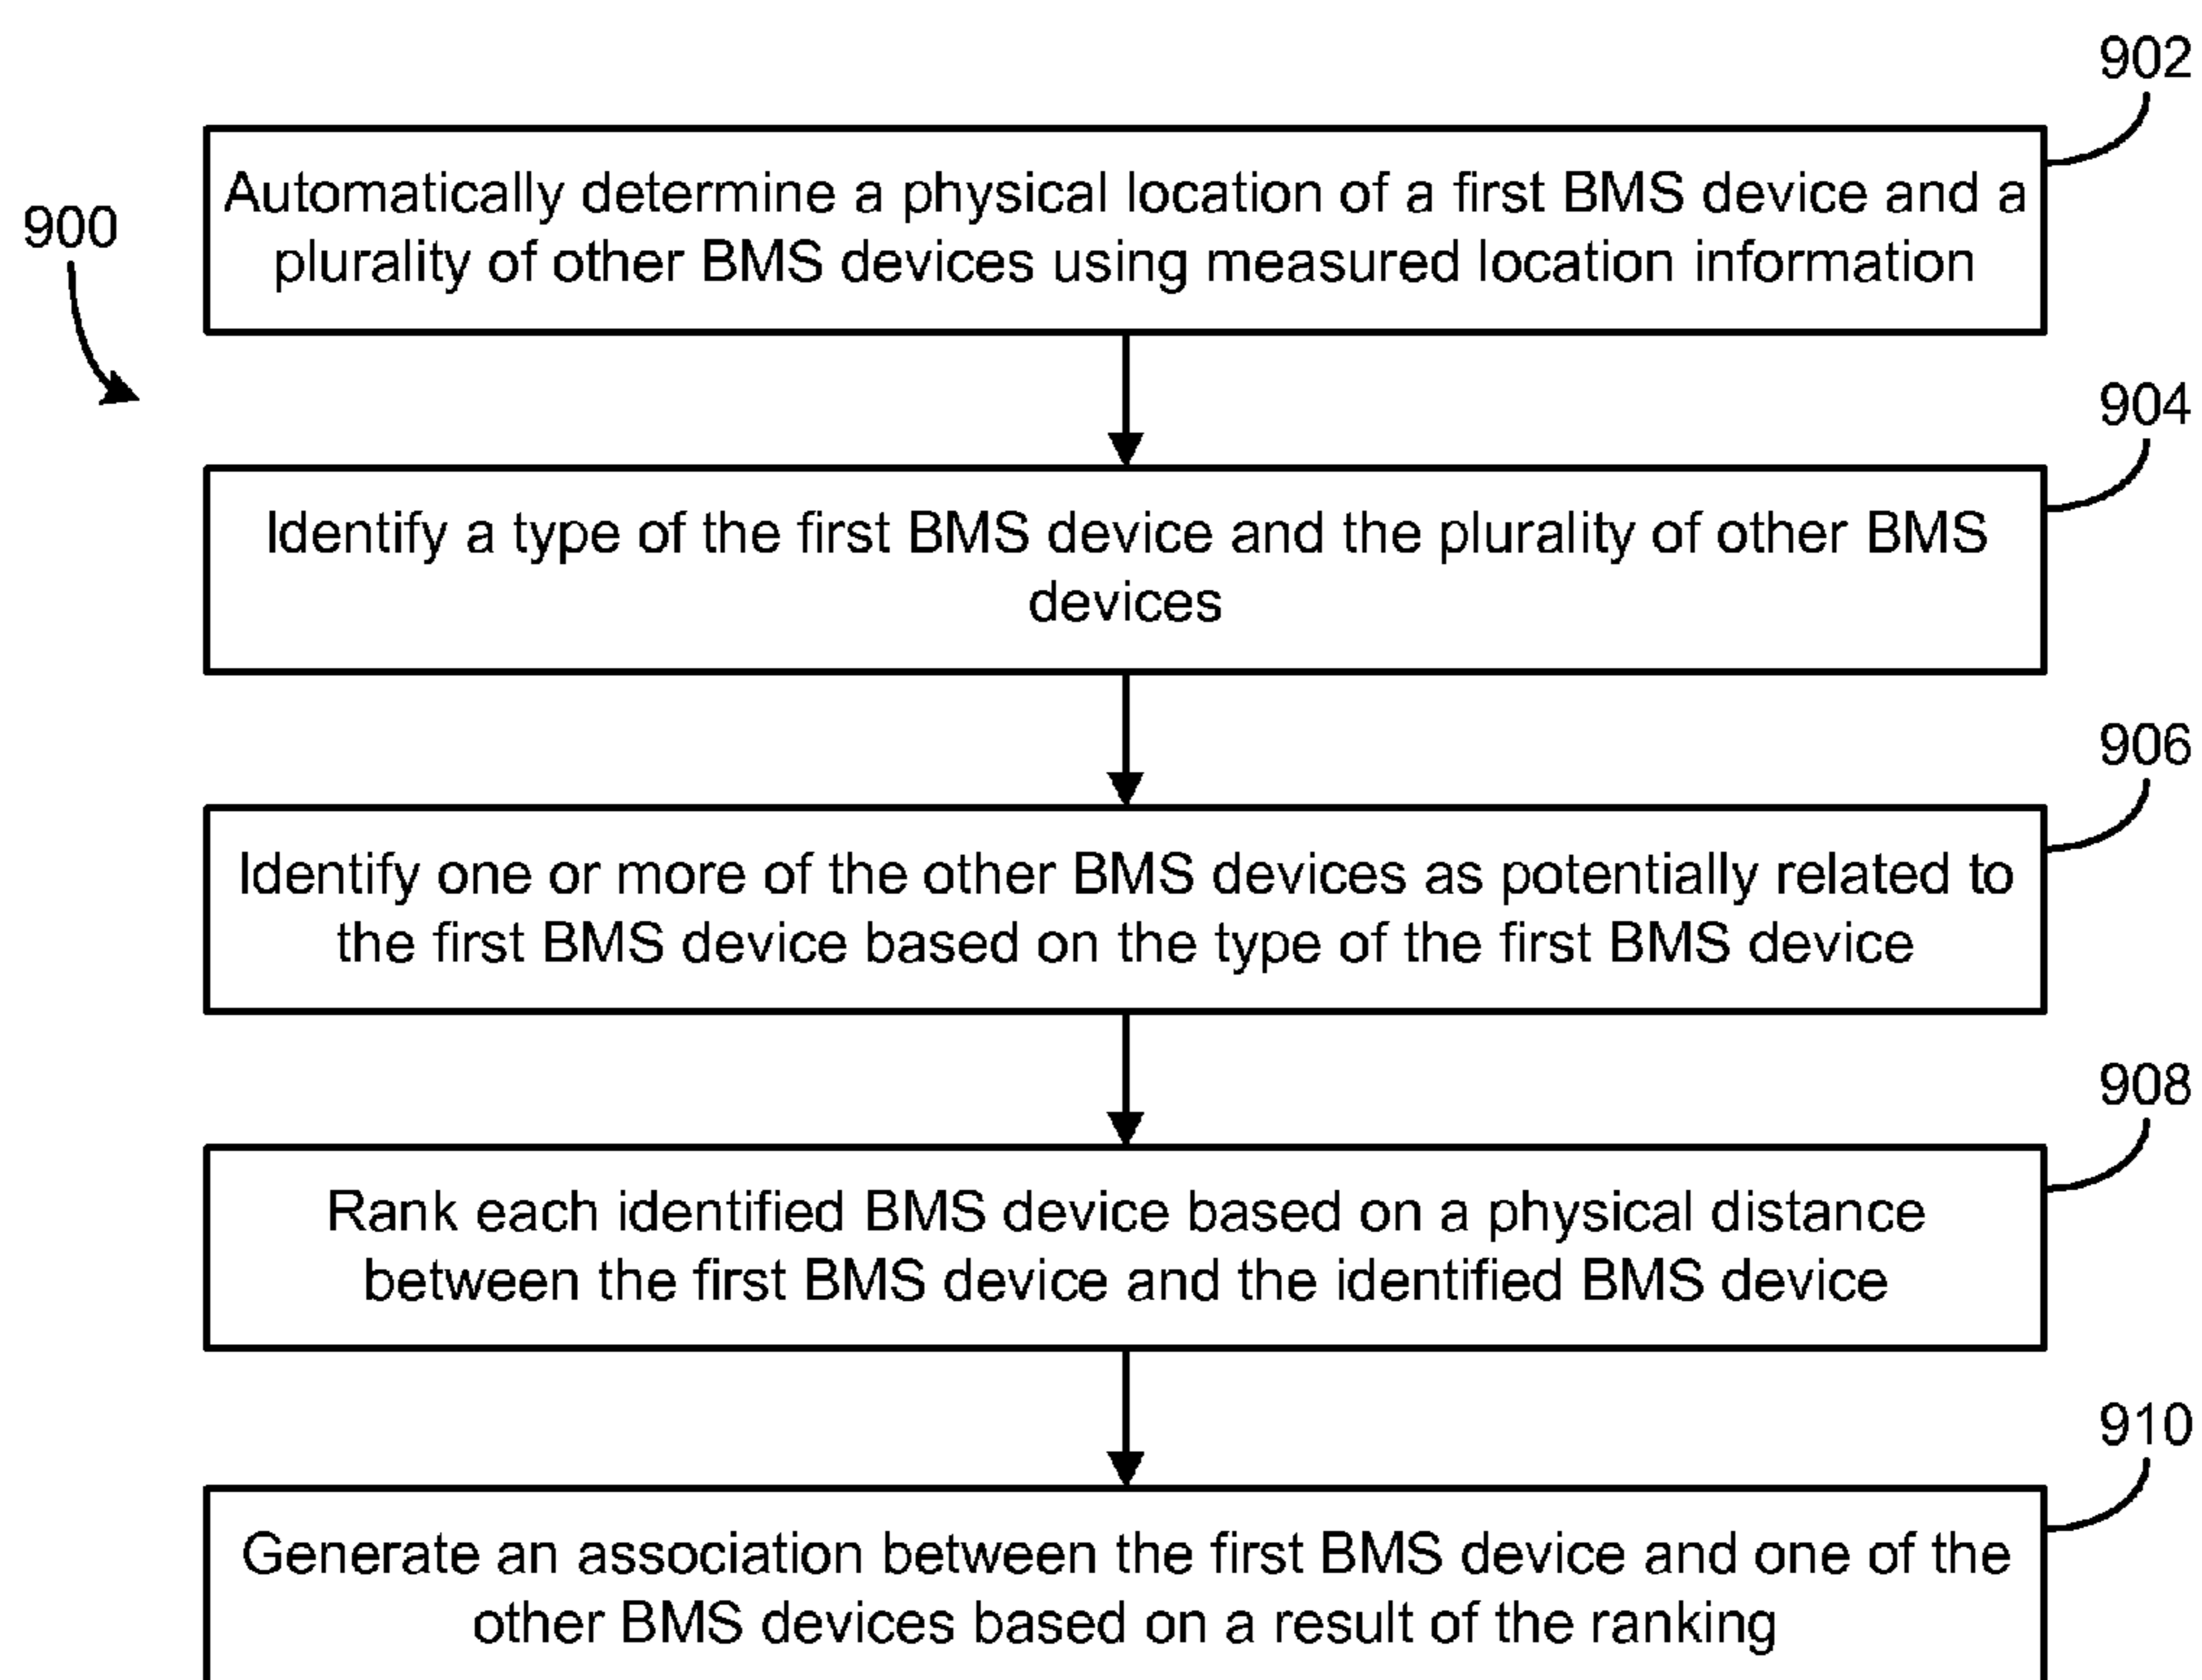 902
Automatically determine a physical location of a first BMS device and a
plurality of other BMS devices using measured location information
900
904
Identify a type of the first BMS device and the plurality of other BMS
devices
906
Identify one or more of the other BMS devices as potentially related to
the first BMS device based on the type of the first BMS device
908
Rank each identified BMS device based on a physical distance
between the first BMS device and the identified BMS device
910
Generate an association between the first BMS device and one of the
other BMS devices based on a result of the ranking